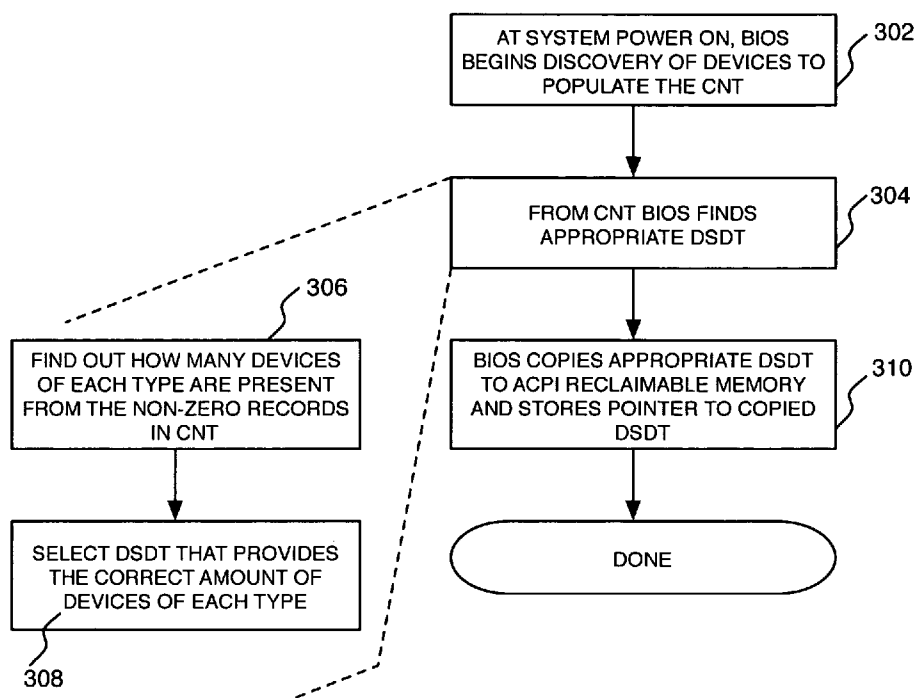 AT SYSTEM POWER ON, BIOS
BEGINS DISCOVERY OF DEVICES TO
POPULATE THE CNT
302
FROM CNT BIOS FINDS
APPROPRIATE DSDT
304
306
FIND OUT HOW MANY DEVICES
OF EACH TYPE ARE PRESENT
FROM THE NON-ZERO RECORDS
IN CNT
BIOS COPIES APPROPRIATE DSDT
TO ACPI RECLAIMABLE MEMORY
AND STORES POINTER TO COPIED
DSDT
310
SELECT DSDT THAT PROVIDES
THE CORRECT AMOUNT OF
DEVICES OF EACH TYPE
308
DONE